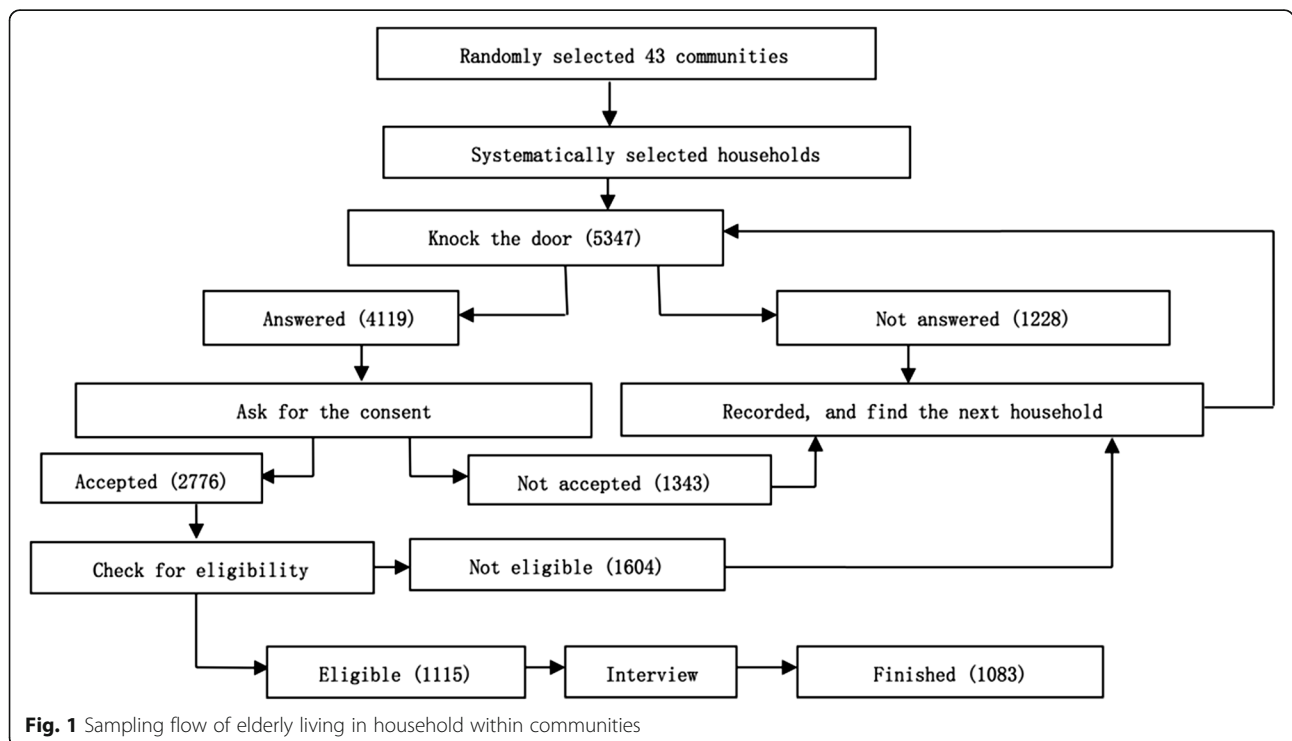 Randomly selected 43 communities
Systematically selected households
Knock the door (5347)
Answered (4119)
Not answered (1228)
Ask for the consent
Recorded, and find the next household
Accepted (2776)
Not accepted (1343)
Check for eligibility
Not eligible (1604)
Eligible (1115)
Interview
Finished (1083)
Fig. 1 Sampling flow of elderly living in household within communities